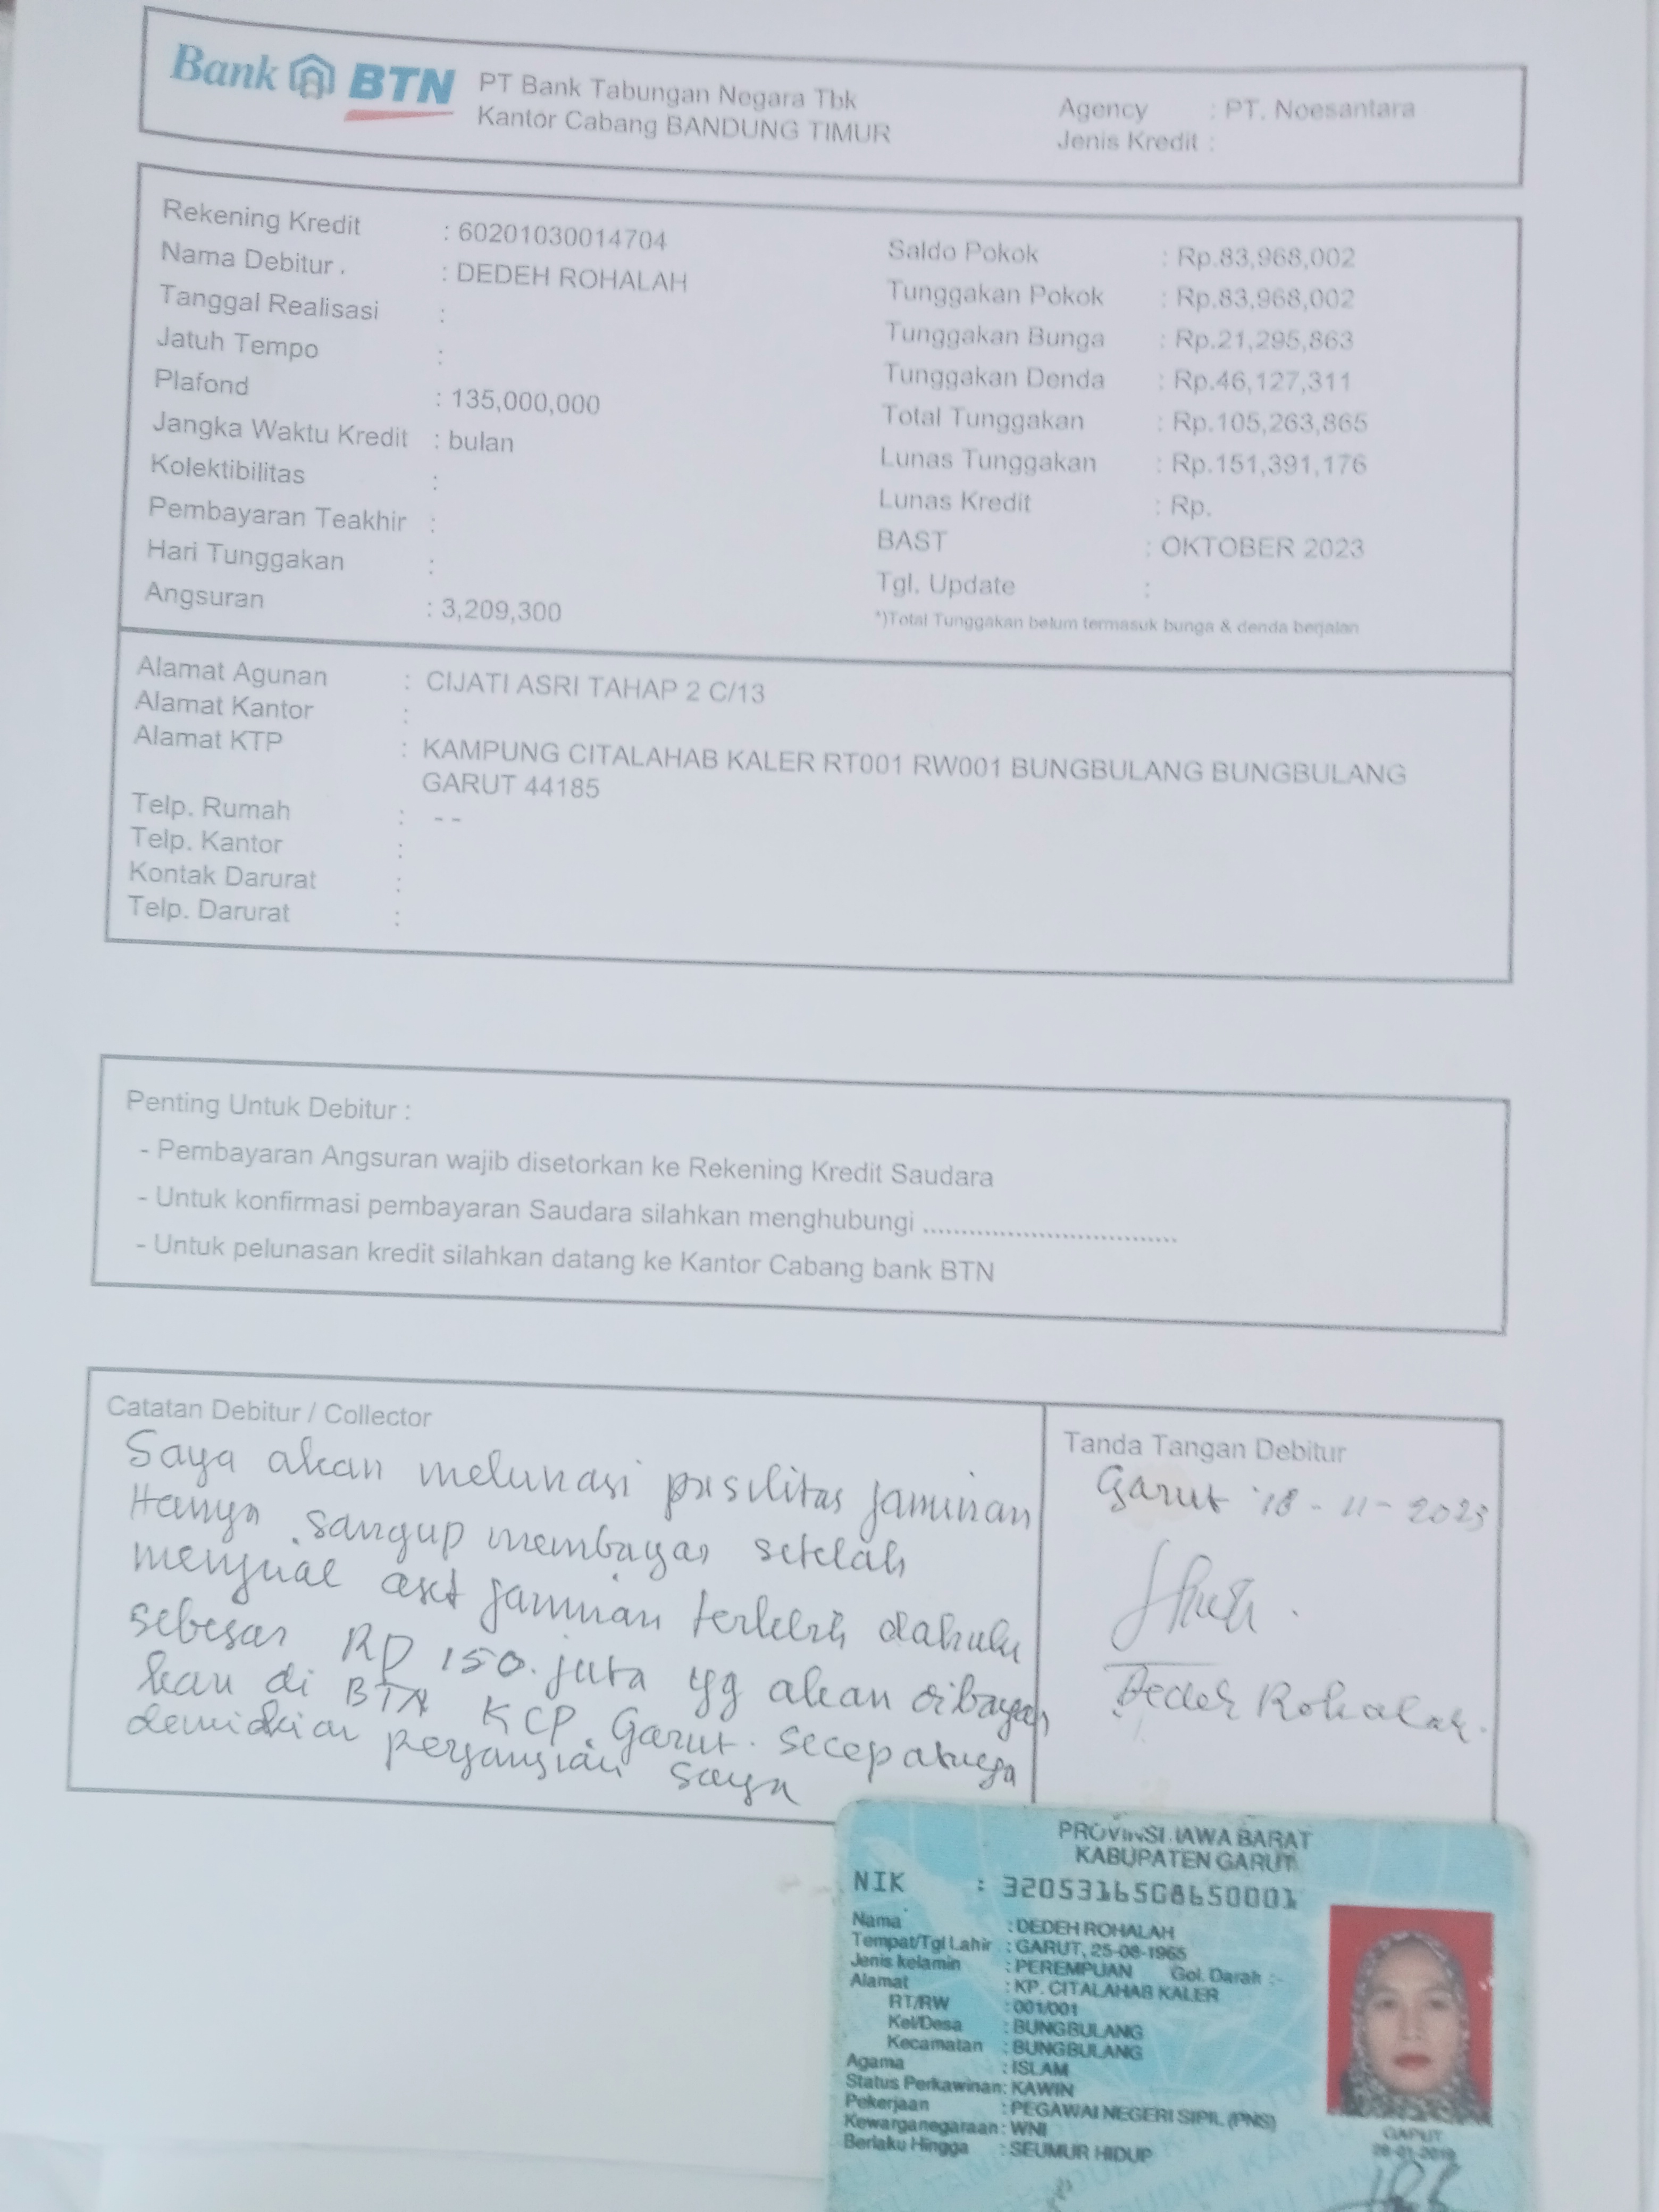 Bank BTN
PT Bank Tabungan Negara Tbk
Kantor Cabang BANDUNG TIMUR
Agency : PT. Noesantara
Jenis Kredit :
Rekening Kredit : 60201030014704
Nama Debitur . : DEDEH ROHALAH
Tanggal Realisasi :
Jatuh Tempo :
Plafond : 135,000,000
Jangka Waktu Kredit : bulan
Kolektibilitas :
Pembayaran Teakhir :
Hari Tunggakan :
Angsuran : 3,209,300
Saldo Pokok : Rp.83,968,002
Tunggakan Pokok : Rp.83,968,002
Tunggakan Bunga : Rp.21,295,863
Tunggakan Denda : Rp.46,127,311
Total Tunggakan : Rp.105,263,865
Lunas Tunggakan : Rp.151,391,176
Lunas Kredit : Rp.
BAST : OKTOBER 2023
Tgl. Update :
*)Total Tunggakan belum termasuk bunga & denda berjalan
Alamat Agunan : CIJATI ASRI TAHAP 2 C/13
Alamat Kantor :
Alamat KTP : KAMPUNG CITALAHAB KALER RT001 RW001 BUNGBULANG BUNGBULANG
GARUT 44185
Telp. Rumah : --
Telp. Kantor :
Kontak Darurat :
Telp. Darurat :
Penting Untuk Debitur :
- Pembayaran Angsuran wajib disetorkan ke Rekening Kredit Saudara
- Untuk konfirmasi pembayaran Saudara silahkan menghubungi .................................
- Untuk pelunasan kredit silahkan datang ke Kantor Cabang bank BTN
Catatan Debitur / Collector
Saya akan melunasi pasilitas jaminan
Hanya sangup membayar setelah
menjual aset jaminan terlebih dahulu
sebesar RP 150. juta yg akan dibayar
kan di BTN KCP. Garut. secepatnya
demikian perjanjian saya
Tanda Tangan Debitur
Garut 18-11-2023
Dedeh Rohalah.
PROVINSI JAWA BARAT
KABUPATEN GARUT
NIK : 3205316508650001
Nama : DEDEH ROHALAH
Tempat/Tgl Lahir : GARUT, 25-08-1965
Jenis kelamin : PEREMPUAN Gol. Darah :-
Alamat : KP. CITALAHAB KALER
RT/RW : 001/001
Kel/Desa : BUNGBULANG
Kecamatan : BUNGBULANG
Agama : ISLAM
Status Perkawinan: KAWIN
Pekerjaan : PEGAWAI NEGERI SIPIL (PNS)
Kewarganegaraan: WNI
Berlaku Hingga : SEUMUR HIDUP
GARUT